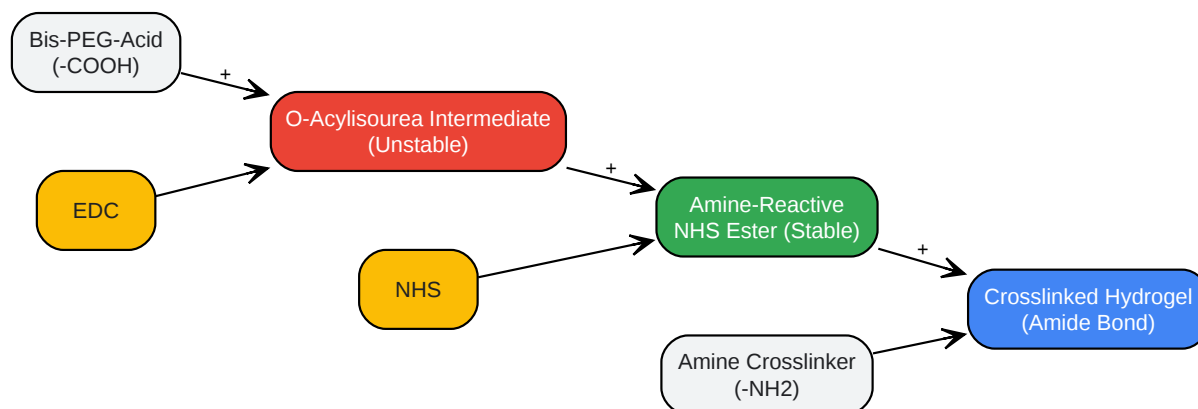 Bis-PEG-Acid
(-COOH)
+
O-Acylisourea Intermediate
(Unstable)
EDC
+
Amine-Reactive
NHS Ester (Stable)
NHS
+
Crosslinked Hydrogel
(Amide Bond)
Amine Crosslinker
(-NH2)